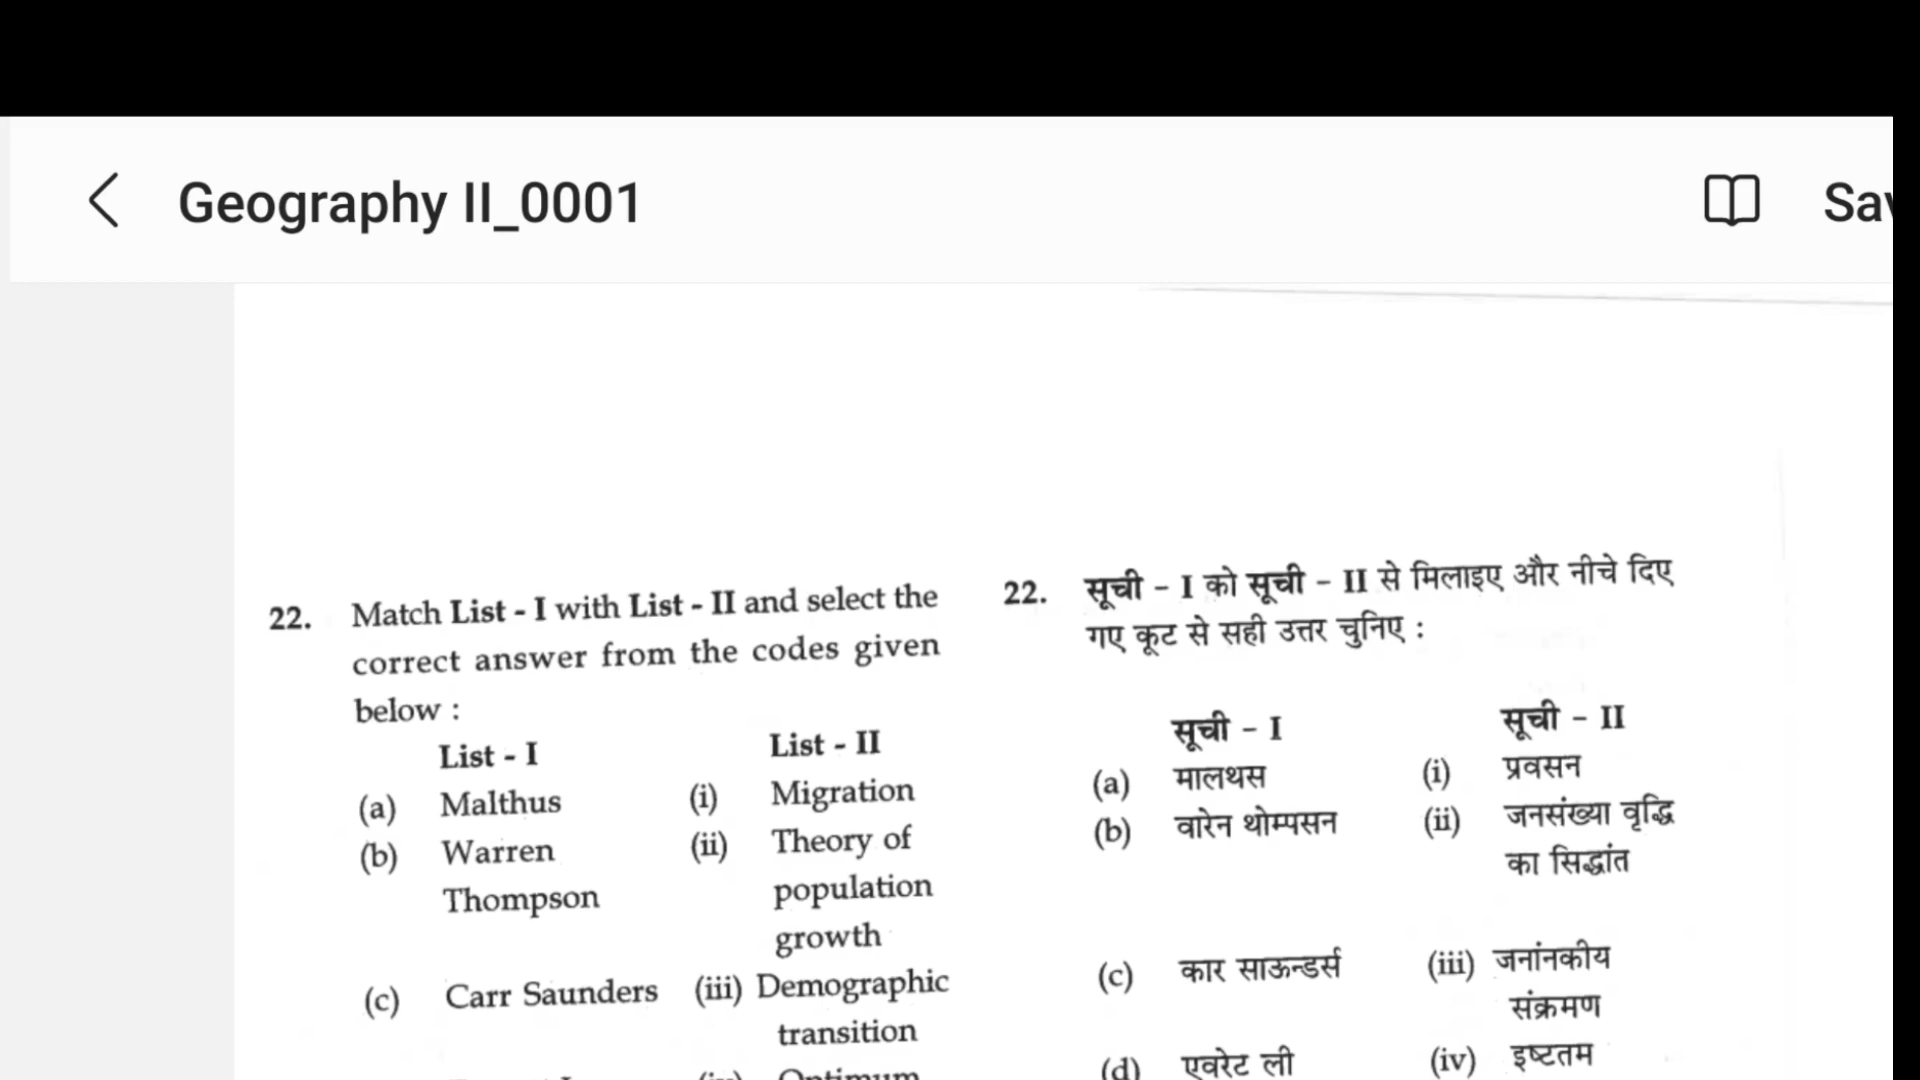 Geography II_0001
22. Match List - I with List - II and select the
correct answer from the codes given
below :
List - I List - II
(a) Malthus (i) Migration
(b) Warren (ii) Theory of
Thompson population
growth
(c) Carr Saunders (iii) Demographic
transition
Optimum
22. सूची - I को सूची - II से मिलाइए और नीचे दिए
गए कूट से सही उत्तर चुनिए :
सूची - I सूची - II
(a) मालथस (i) प्रवसन
(b) वारेन थोम्पसन (ii) जनसंख्या वृद्धि
का सिद्धांत
(c) कार साऊन्डर्स (iii) जनांनकीय
संक्रमण
(d) एवरेट ली (iv) इष्टतम